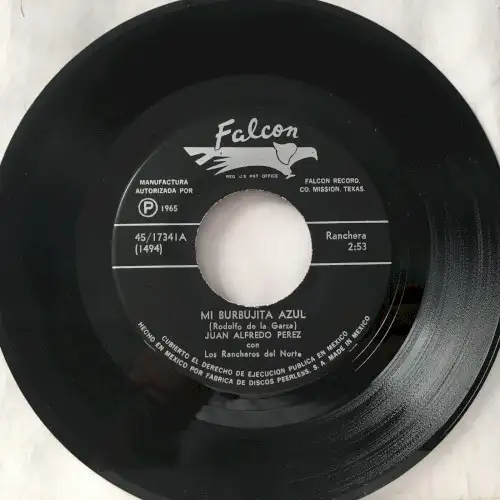 Falcon
REG U'S PAT OFFICE
MANUFACTURA
AUTORIZADA POR
FALCON RECORD.
CO. MISSION, TEXAS.
P 1965
45/17341A
(1494)
Ranchera
2:53
MI BURBUJITA AZUL
(Rodolfo de la Garza)
JUAN ALFREDO PEREZ
con
Los Rancheros del Norte
CUBIERTO EL DERECHO DE EJECUCION PUBLICA EN MEXICO
HECHO EN MEXICO POR FABRICA DE DISCOS PEERLESS, S. A. MADE IN MEXICO